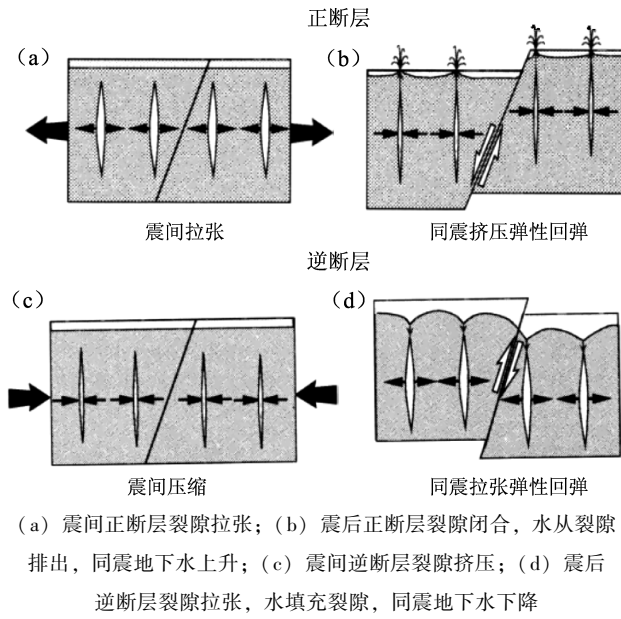 正断层
(a)
(b)
震间拉张
同震挤压弹性回弹
逆断层
(c)
(d)
震间压缩
同震拉张弹性回弹
(a) 震间正断层裂隙拉张；(b) 震后正断层裂隙闭合，水从裂隙
排出，同震地下水上升；(c) 震间逆断层裂隙挤压；(d) 震后
逆断层裂隙拉张，水填充裂隙，同震地下水下降